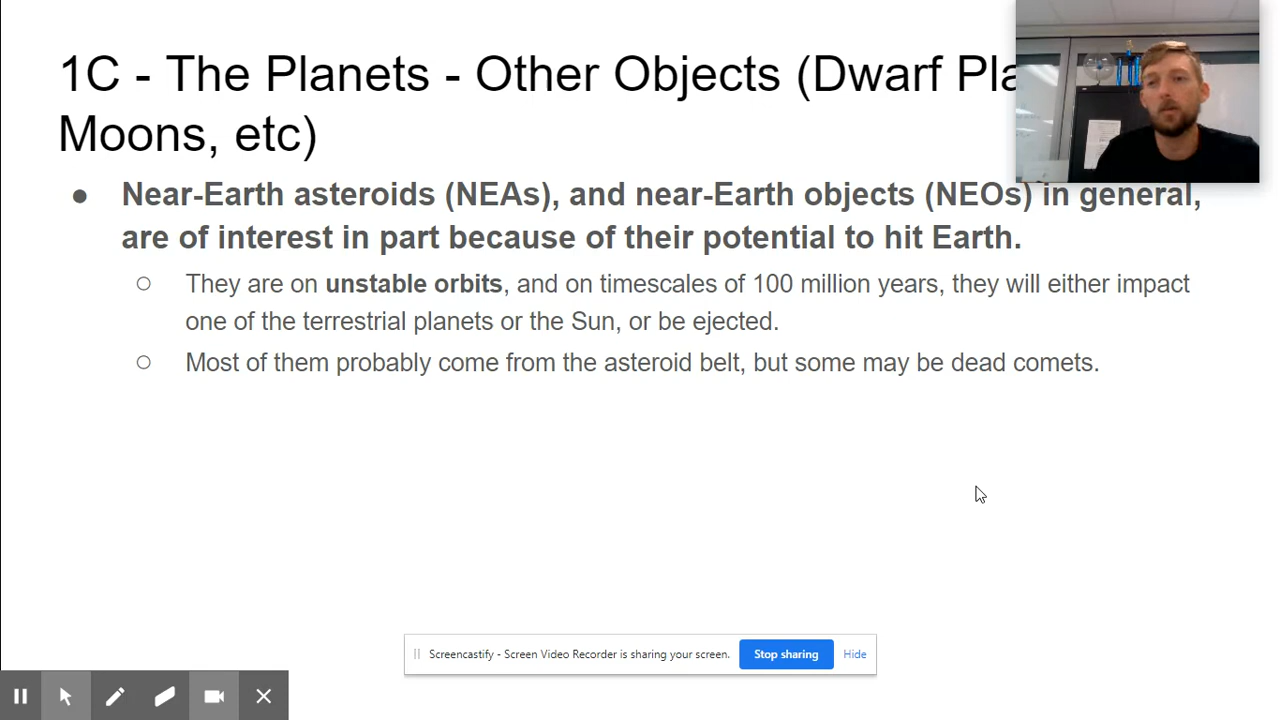 1C - The Planets - Other Objects (Dwarf
Moons, etc)
● Near-Earth asteroids (NEAs), and near-Earth objects (NEOs) in general,
are of interest in part because of their potential to hit Earth.
○ They are on unstable orbits, and on timescales of 100 million years, they will either impact
one of the terrestrial planets or the Sun, or be ejected.
○ Most of them probably come from the asteroid belt, but some may be dead comets.
Screencastify - Screen Video Recorder is sharing your screen. Stop sharing Hide